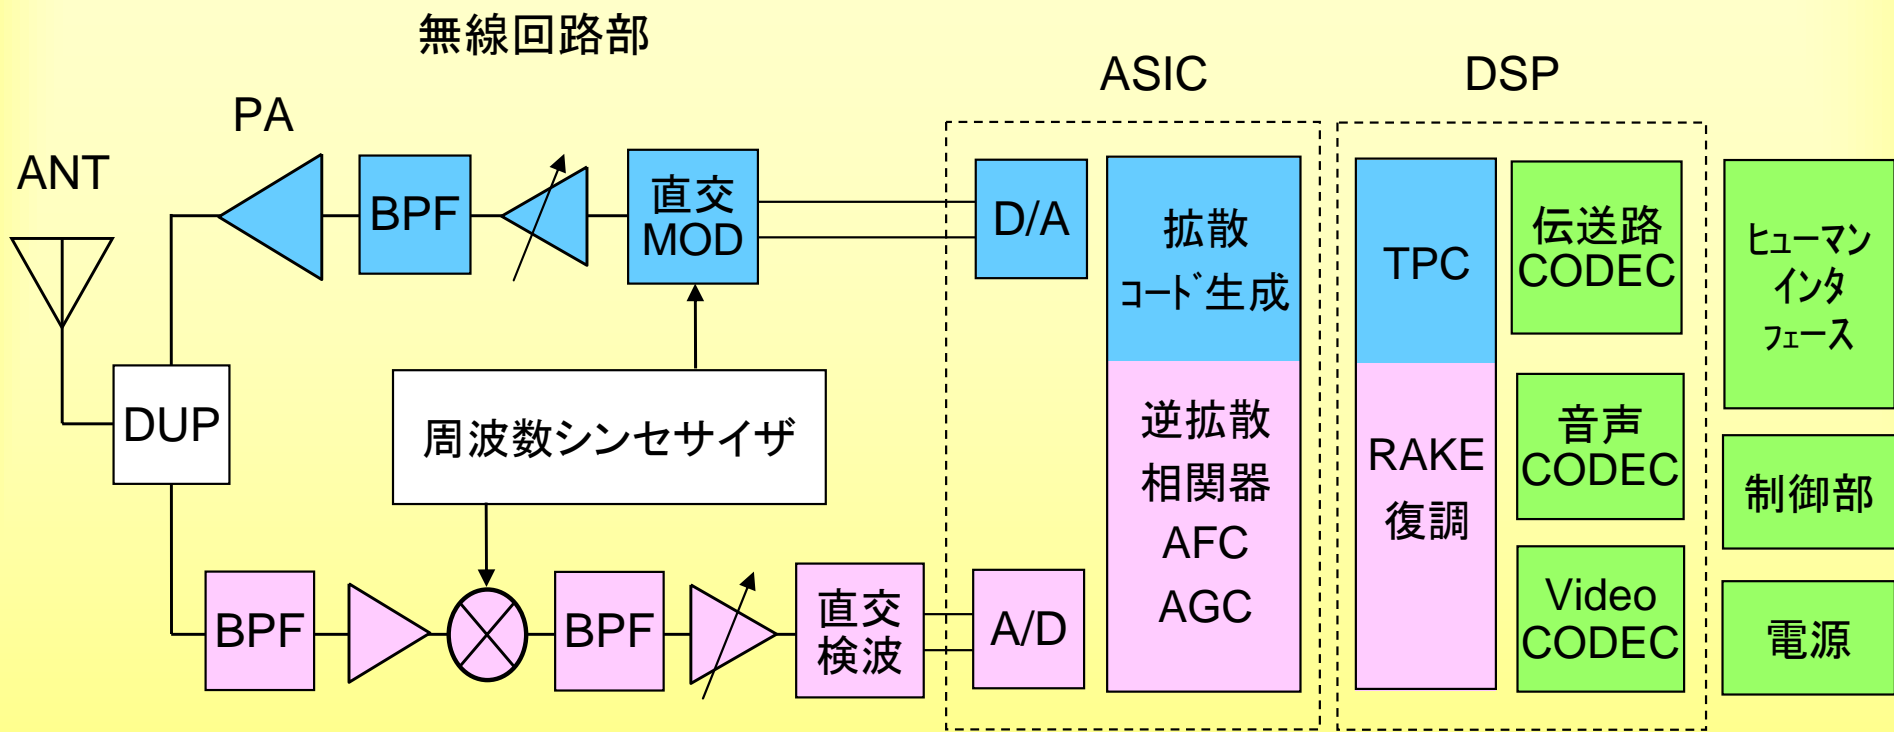 無線回路部
ASIC
DSP
PA
ANT
BPF
直交
MOD
D/A
拡散
ｺｰﾄﾞ生成
TPC
伝送路
CODEC
ﾋｭｰマン
インタ
ﾌｪｰス
DUP
周波数シンセサイザ
逆拡散
相関器
AFC
AGC
RAKE
復調
音声
CODEC
制御部
BPF
BPF
直交
検波
A/D
Video
CODEC
電源